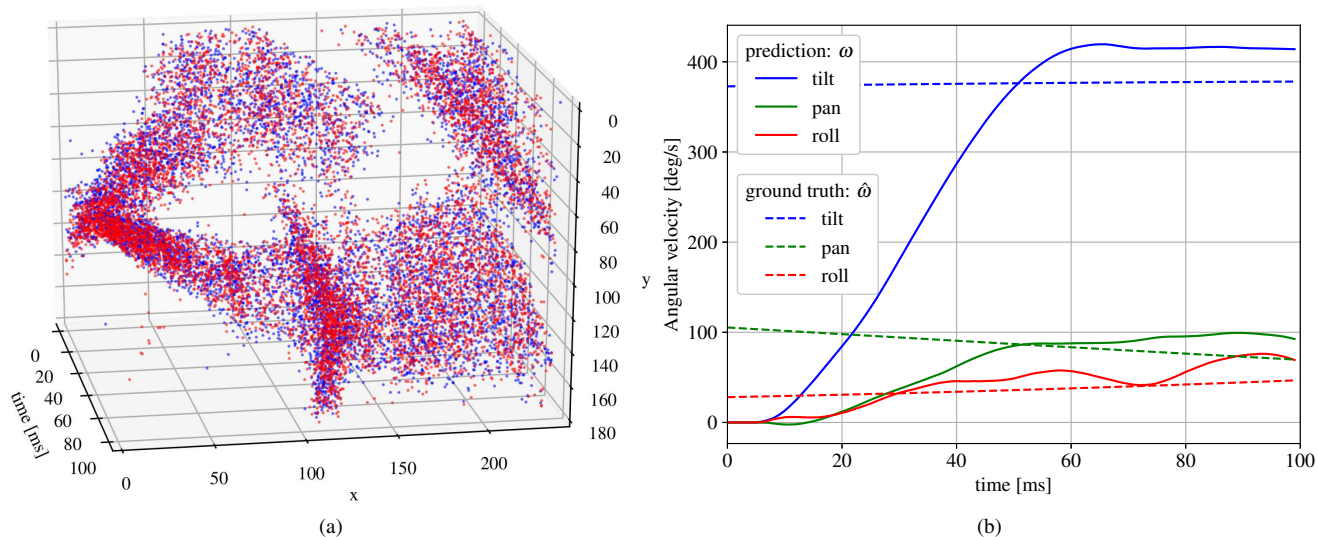 0
20
40
60
80
100
120
140
160
180
y
0
20
40
60
80
100
time [ms]
0
50
100
150
200
x
(a)
prediction: ω
tilt
pan
roll
ground truth: ω̂
tilt
pan
roll
Angular velocity [deg/s]
400
300
200
100
0
0
20
40
60
80
100
time [ms]
(b)